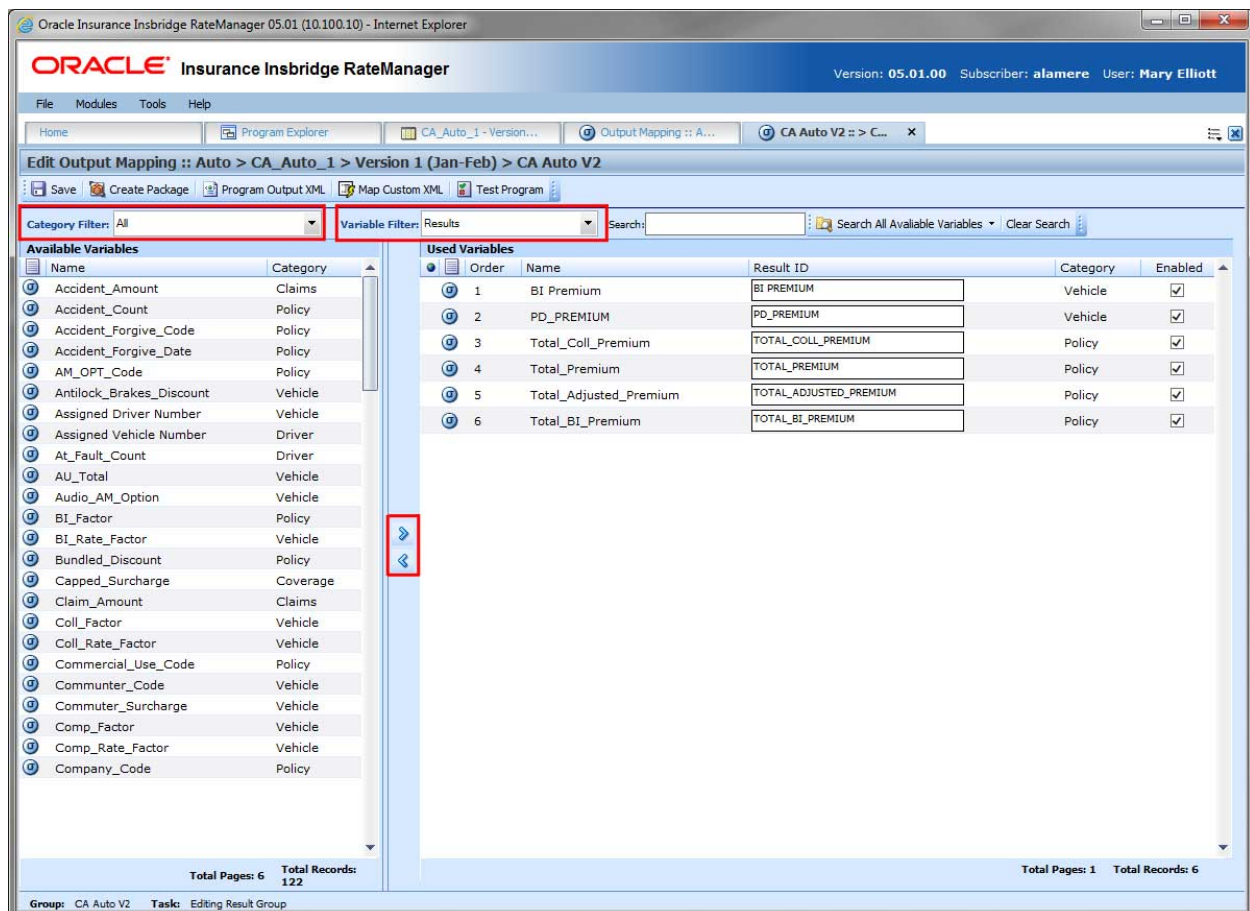 Oracle Insurance Insbridge RateManager 05.01 (10.100.10) - Internet Explorer
ORACLE Insurance Insbridge RateManager
Version: 05.01.00 Subscriber: alamere User: Mary Elliott
File Modules Tools Help
Home Program Explorer CA_Auto_1 - Version... Output Mapping :: A... CA Auto V2 :: > C... X
Edit Output Mapping :: Auto > CA_Auto_1 > Version 1 (Jan-Feb) > CA Auto V2
Save Create Package Program Output XML Map Custom XML Test Program
Category Filter: All Variable Filter: Results Search: Search All Avaliable Variables Clear Search
Available Variables
Name Category
Accident_Amount Claims
Accident_Count Policy
Accident_Forgive_Code Policy
Accident_Forgive_Date Policy
AM_OPT_Code Policy
Antilock_Brakes_Discount Vehicle
Assigned Driver Number Vehicle
Assigned Vehicle Number Driver
At_Fault_Count Driver
AU_Total Vehicle
Audio_AM_Option Vehicle
BI_Factor Policy
BI_Rate_Factor Vehicle
Bundled_Discount Policy
Capped_Surcharge Coverage
Claim_Amount Claims
Coll_Factor Vehicle
Coll_Rate_Factor Vehicle
Commercial_Use_Code Policy
Communter_Code Vehicle
Commuter_Surcharge Vehicle
Comp_Factor Vehicle
Comp_Rate_Factor Vehicle
Company_Code Policy
Total Pages: 6 Total Records: 122
Used Variables
Order Name Result ID Category Enabled
1 BI Premium BI PREMIUM Vehicle
2 PD_PREMIUM PD_PREMIUM Vehicle
3 Total_Coll_Premium TOTAL_COLL_PREMIUM Policy
4 Total_Premium TOTAL_PREMIUM Policy
5 Total_Adjusted_Premium TOTAL_ADJUSTED_PREMIUM Policy
6 Total_BI_Premium TOTAL_BI_PREMIUM Policy
Total Pages: 1 Total Records: 6
Group: CA Auto V2 Task: Editing Result Group